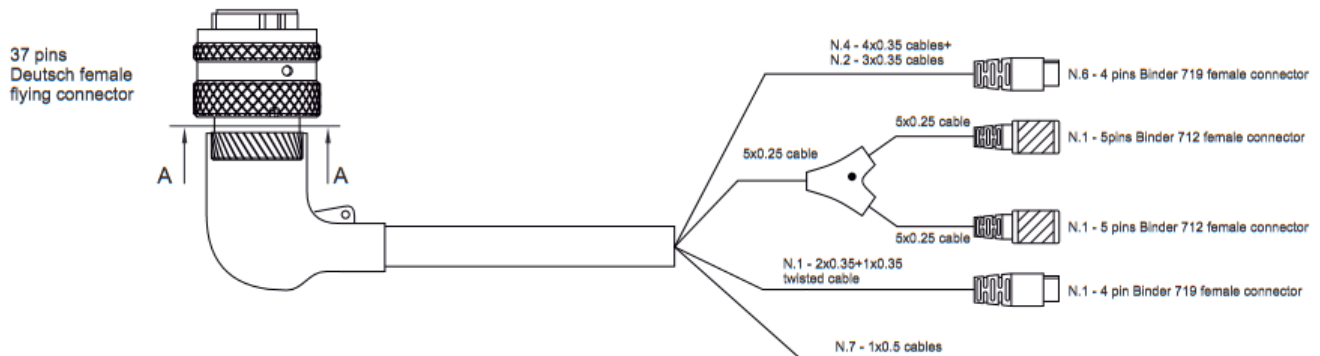 37 pins
Deutsch female
flying connector
A
A
N.4 - 4x0.35 cables+
N.2 - 3x0.35 cables
N.6 - 4 pins Binder 719 female connector
5x0.25 cable
N.1 - 5pins Binder 712 female connector
5x0.25 cable
5x0.25 cable
N.1 - 5 pins Binder 712 female connector
N.1 - 2x0.35+1x0.35
twisted cable
N.1 - 4 pin Binder 719 female connector
N.7 - 1x0.5 cables